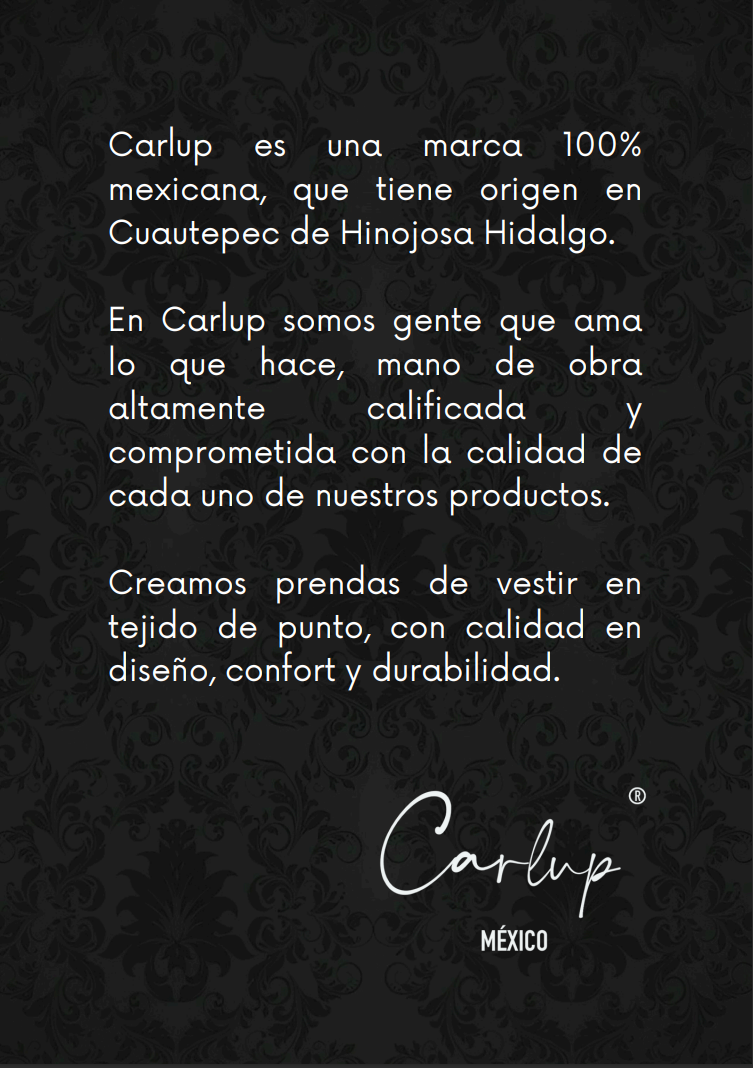 Carlup es una marca 100%
mexicana, que tiene origen en
Cuautepec de Hinojosa Hidalgo.
En Carlup somos gente que ama
lo que hace, mano de obra
altamente calificada y
comprometida con la calidad de
cada uno de nuestros productos.
Creamos prendas de vestir en
tejido de punto, con calidad en
diseño, confort y durabilidad.
Carlup®
MÉXICO